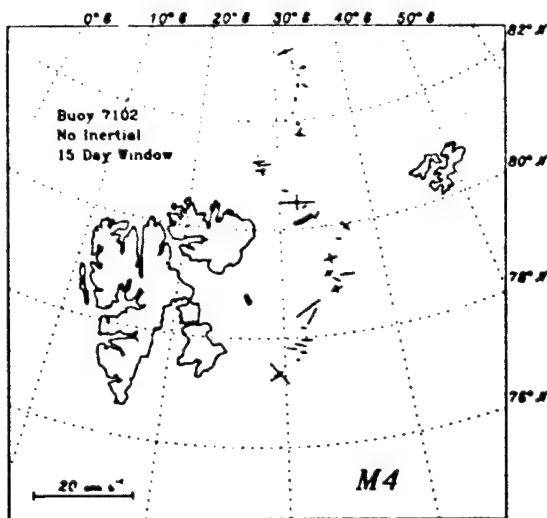 0° E 10° E 20° E 30° E 40° E 50° E
82° N
Buoy 7102
No Inertial
15 Day Window
80° N
78° N
76° N
20 cm s⁻¹
M4